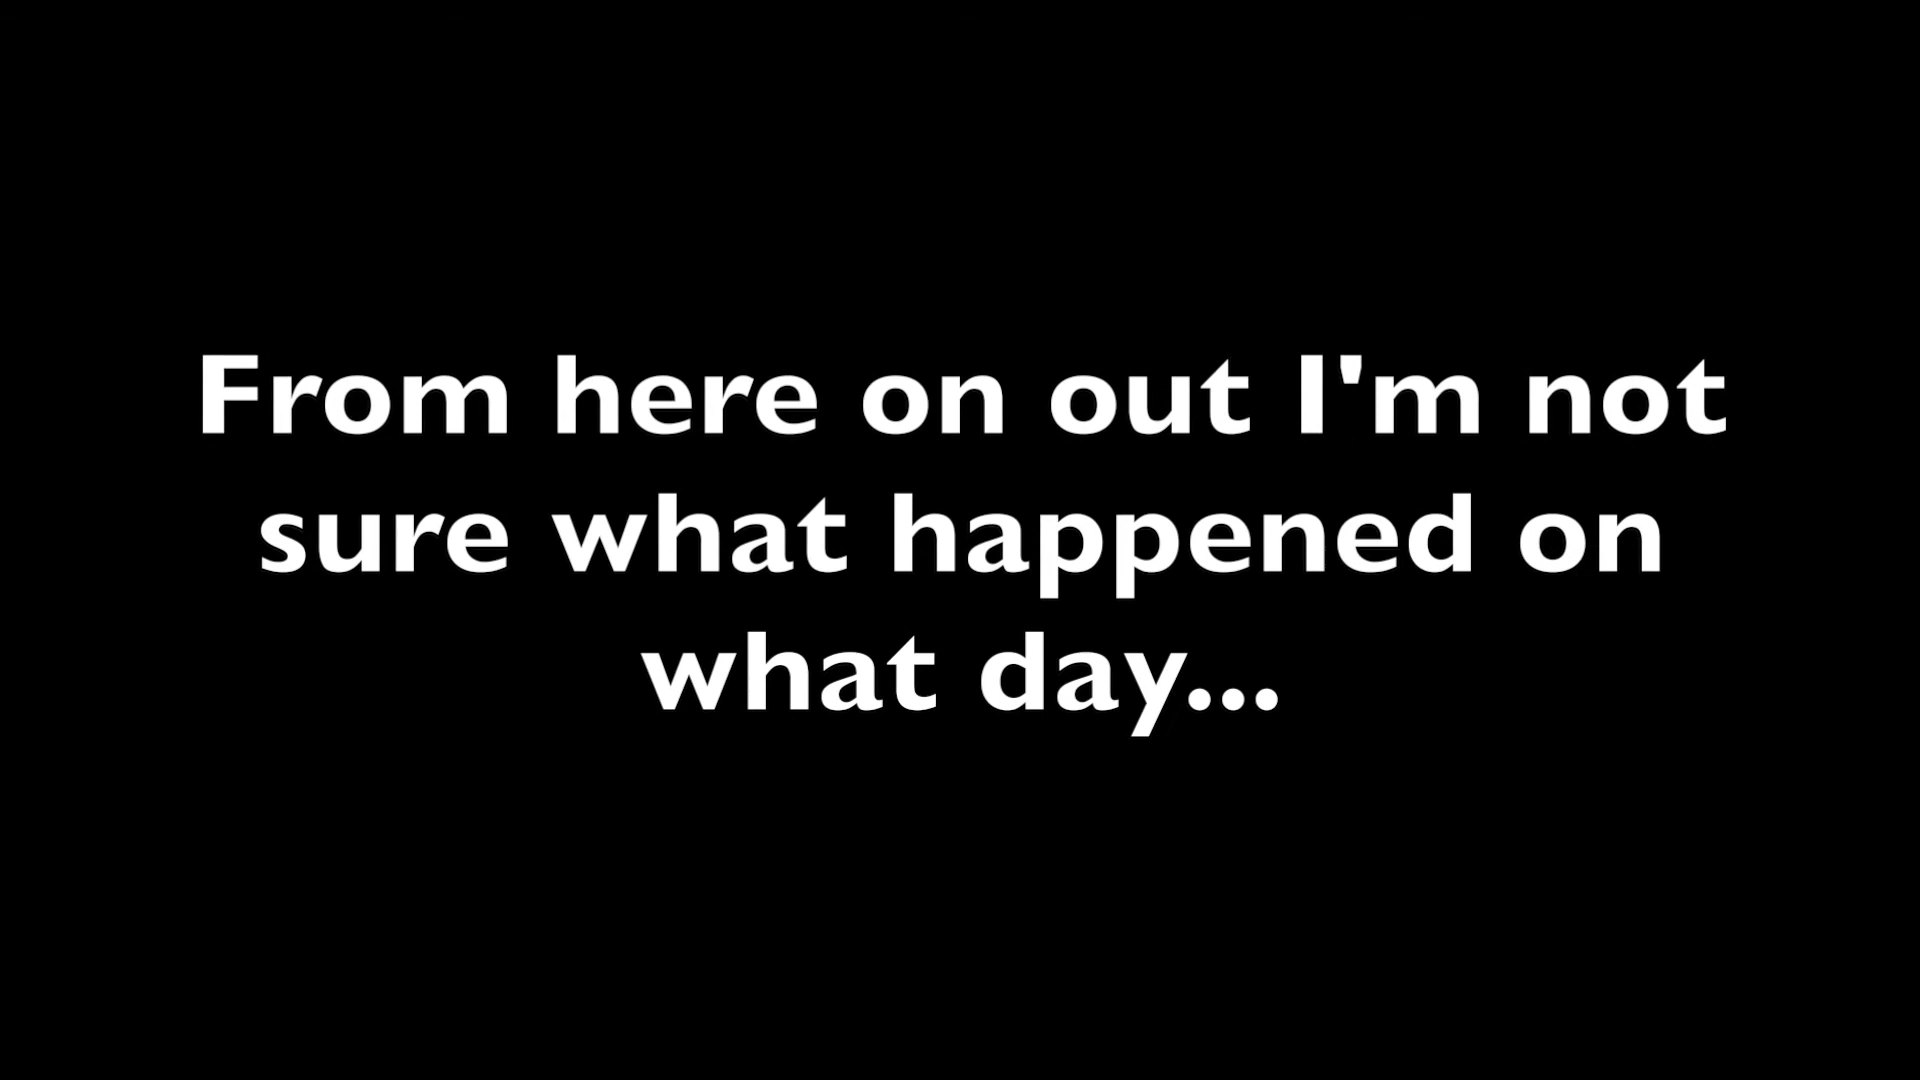 From here on out I'm not
sure what happened on
what day...